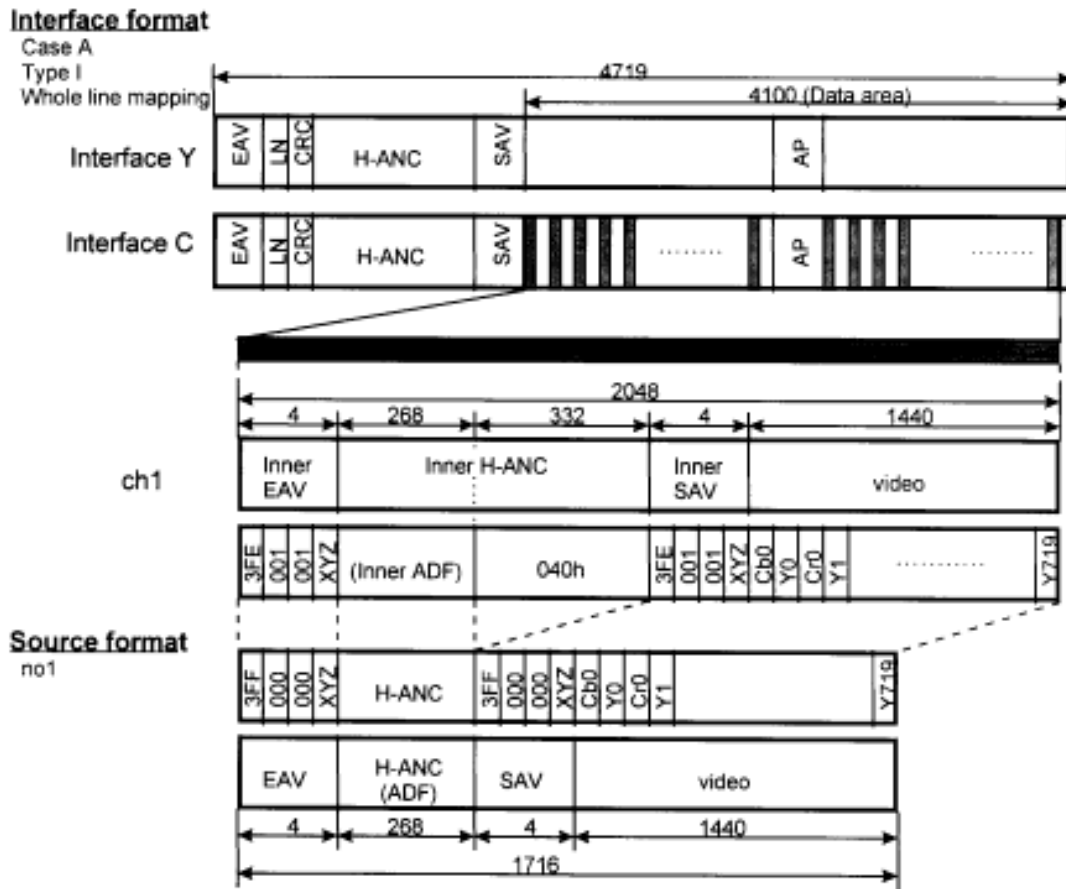 Interface format
Case A
Type I
Whole line mapping
4719
4100 (Data area)
Interface Y
EAV LN CRC H-ANC SAV AP
Interface C
EAV LN CRC H-ANC SAV ........ AP ........
2048
4 268 332 4 1440
ch1
Inner EAV Inner H-ANC Inner SAV video
3FE 001 001 XYZ (Inner ADF) 040h 3FE 001 001 XYZ Cb0 Y0 Cr0 Y1 ............ Y719
Source format
no1
3FF 000 000 XYZ H-ANC 3FF 000 000 XYZ Cb0 Y0 Cr0 Y1 Y719
EAV H-ANC (ADF) SAV video
4 268 4 1440
1716